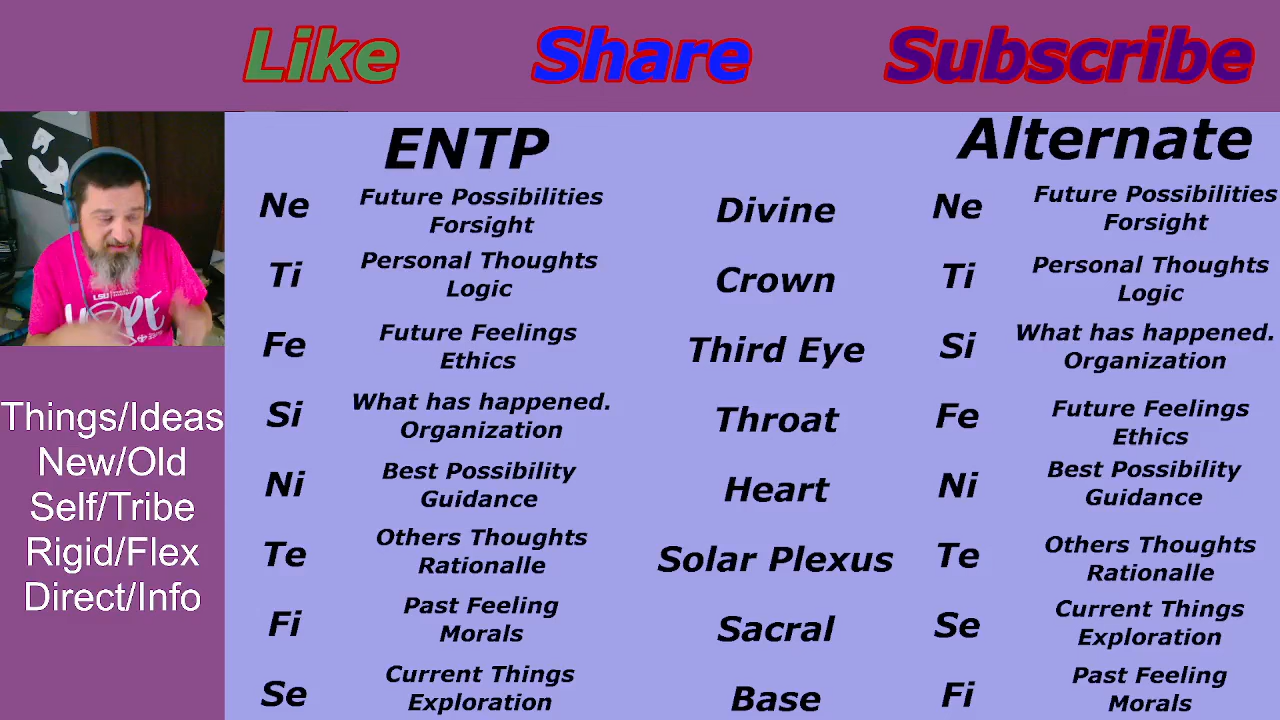 Like Share Subscribe
ENTP Alternate
Ne Future Possibilities Forsight Divine Ne Future Possibilities Forsight
Ti Personal Thoughts Logic Crown Ti Personal Thoughts Logic
Fe Future Feelings Ethics Third Eye Si What has happened. Organization
Si What has happened. Organization Throat Fe Future Feelings Ethics
Ni Best Possibility Guidance Heart Ni Best Possibility Guidance
Te Others Thoughts Rationalle Solar Plexus Te Others Thoughts Rationalle
Fi Past Feeling Morals Sacral Se Current Things Exploration
Se Current Things Exploration Base Fi Past Feeling Morals
LSU
HOPE
Things/Ideas
New/Old
Self/Tribe
Rigid/Flex
Direct/Info